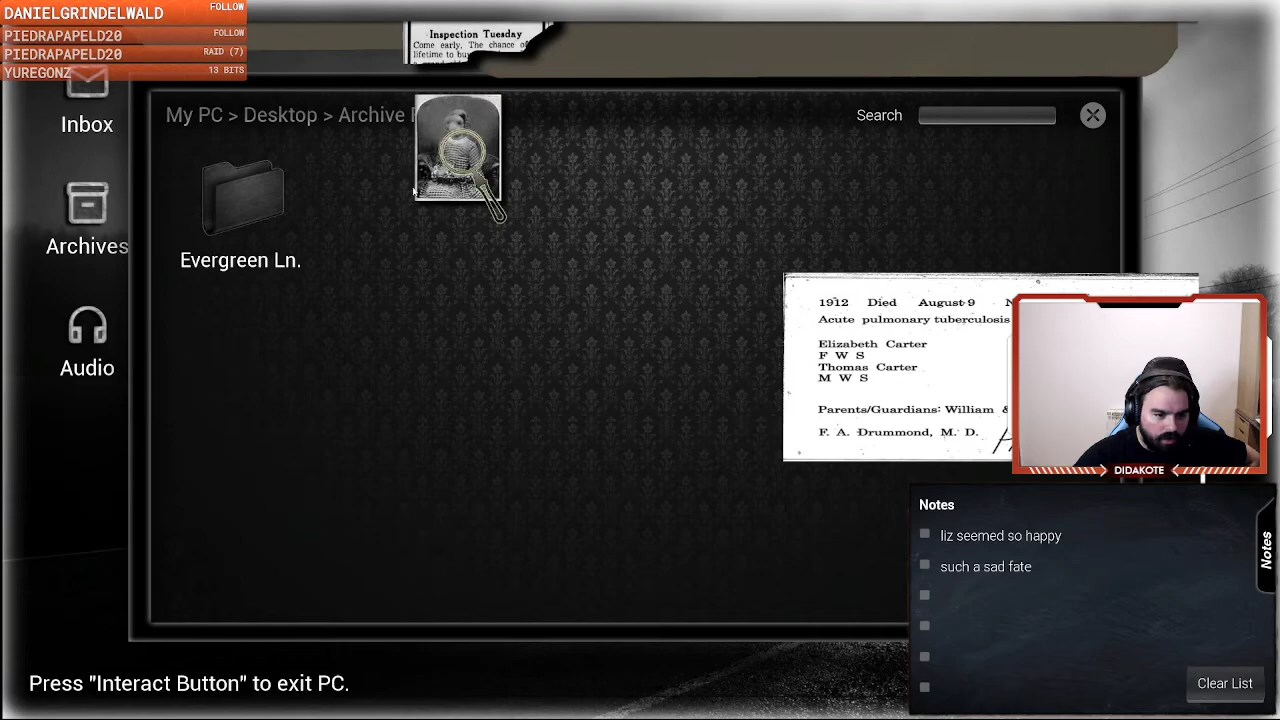 DANIELGRINDELWALD FOLLOW
PIEDRAPAPELD20 FOLLOW
PIEDRAPAPELD20 RAID (7)
YUREGONZ 13 BITS
Inspection Tuesday
Come early. The chance of
lifetime to buy
Inbox
Archives
Audio
My PC > Desktop > Archive
Search
Evergreen Ln.
1912 Died August 9
Acute pulmonary tuberculosis
Elizabeth Carter
F W S
Thomas Carter
M W S
Parents/Guardians: William &
F. A. Drummond, M. D.
DIDAKOTE
Notes
liz seemed so happy
such a sad fate
Notes
Clear List
Press "Interact Button" to exit PC.